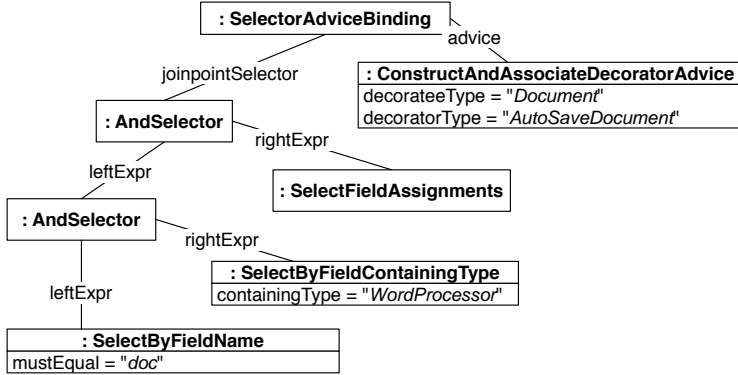 : SelectorAdviceBinding
advice
joinpointSelector
: ConstructAndAssociateDecoratorAdvice
decorateeType = "Document"
decoratorType = "AutoSaveDocument"
: AndSelector
rightExpr
leftExpr
: SelectFieldAssignments
: AndSelector
rightExpr
: SelectByFieldContainingType
containingType = "WordProcessor"
leftExpr
: SelectByFieldName
mustEqual = "doc"